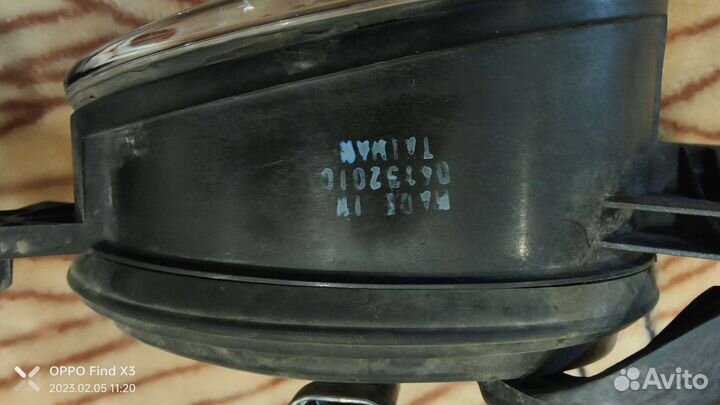 MADE IN
TAIWAN
OPPO Find X3
2023.02.05 11:20
Avito